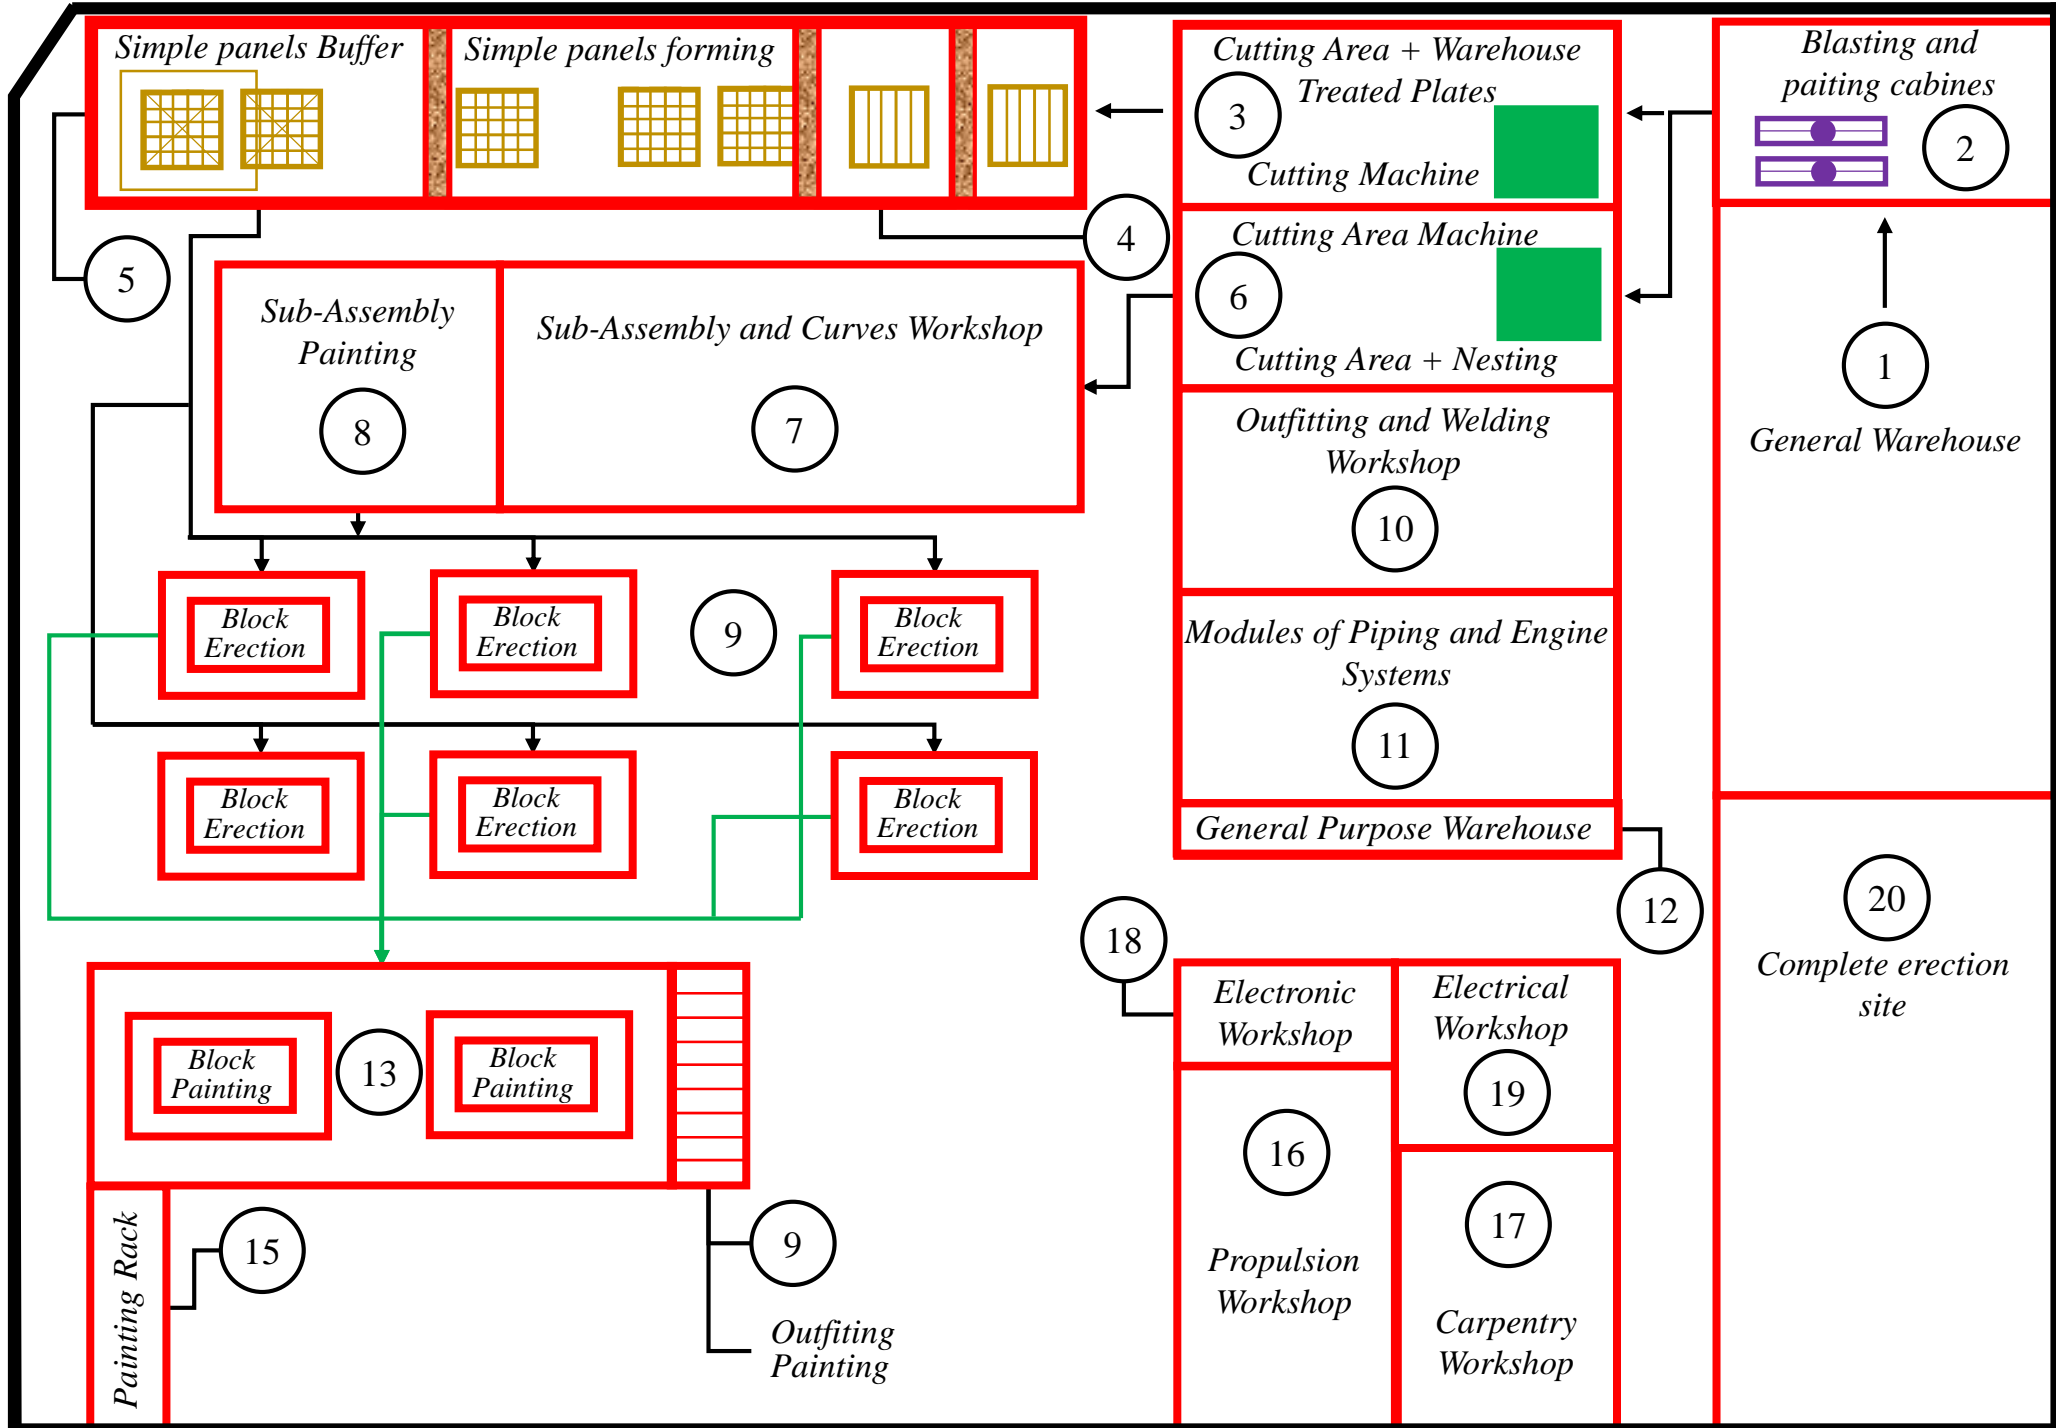 Simple panels Buffer
Simple panels forming
Cutting Area + Warehouse
Treated Plates
3
Cutting Machine
Blasting and
paiting cabines
2
4
5
Cutting Area Machine
6
Cutting Area + Nesting
1
General Warehouse
Sub-Assembly
Painting
8
Sub-Assembly and Curves Workshop
7
Outfitting and Welding
Workshop
10
Block
Erection
Block
Erection
9
Block
Erection
Modules of Piping and Engine
Systems
11
Block
Erection
Block
Erection
Block
Erection
General Purpose Warehouse
12
20
Complete erection
site
18
Electronic
Workshop
Electrical
Workshop
19
Block
Painting
13
Block
Painting
16
Propulsion
Workshop
17
Carpentry
Workshop
Painting Rack
15
9
Outfiting
Painting